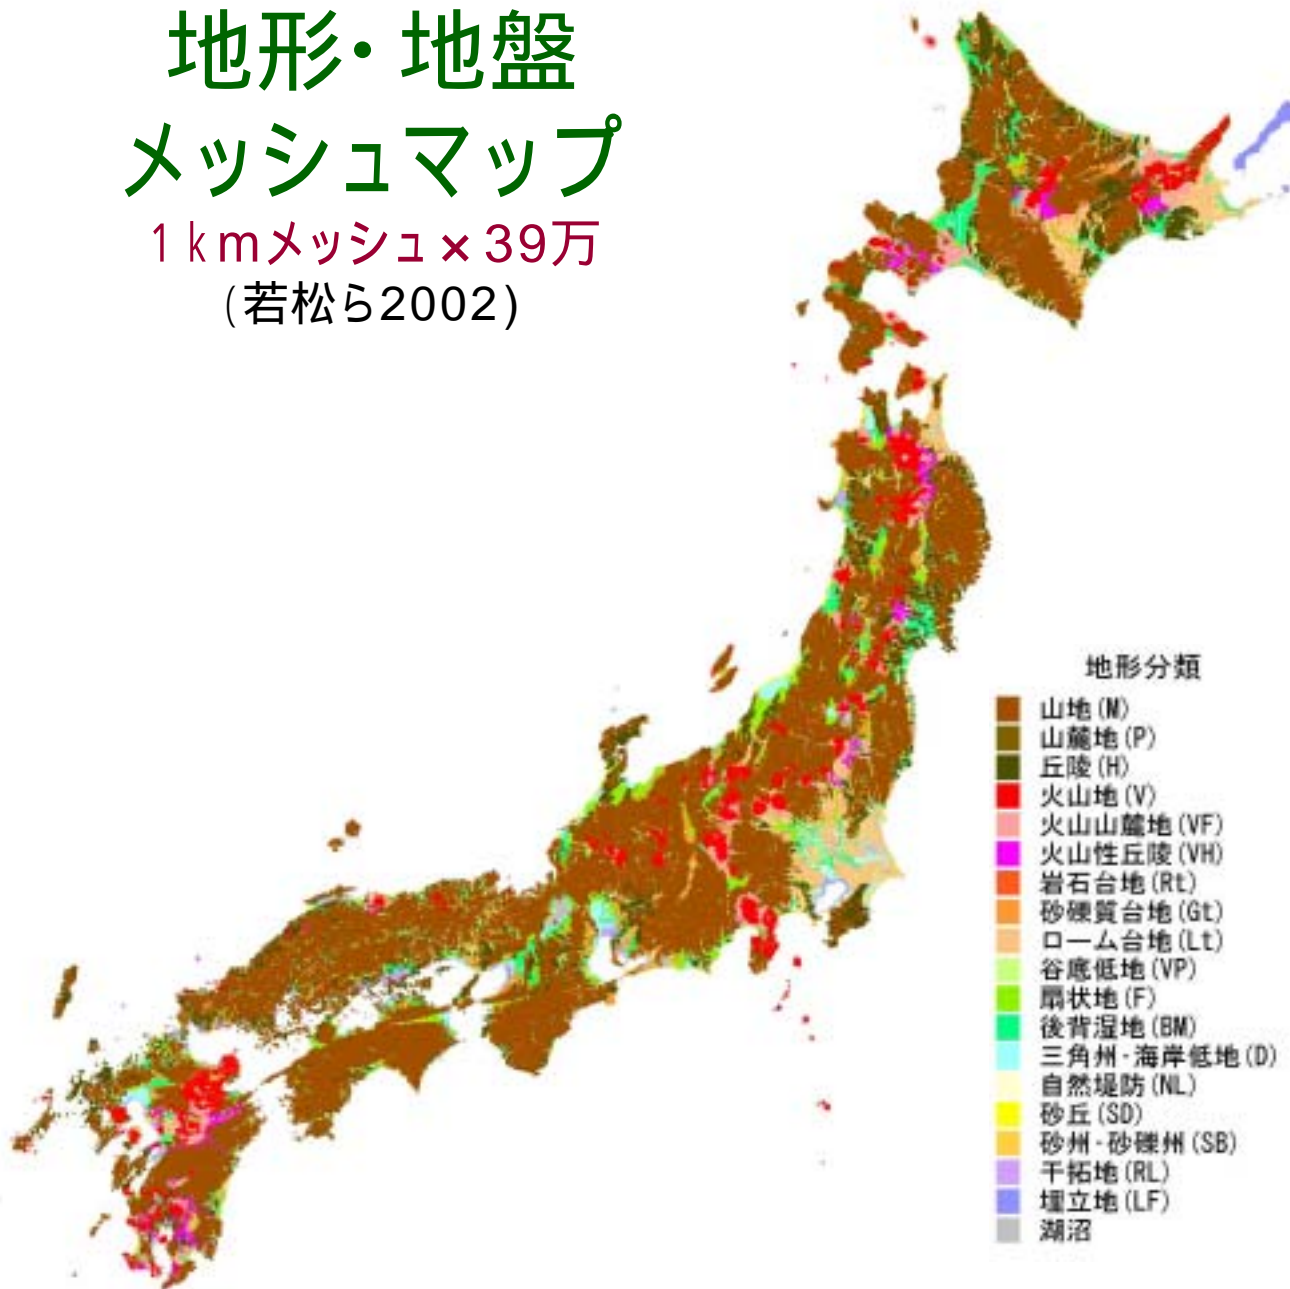 地形・地盤
メッシュマップ
1kmメッシュ×39万
(若松ら2002)
地形分類
山地(M)
山麓地(P)
丘陵(H)
火山地(V)
火山山麓地(VF)
火山性丘陵(VH)
岩石台地(Rt)
砂礫質台地(Gt)
ローム台地(Lt)
谷底低地(VP)
扇状地(F)
後背湿地(BM)
三角州・海岸低地(D)
自然堤防(NL)
砂丘(SD)
砂州・砂礫州(SB)
干拓地(RL)
埋立地(LF)
湖沼